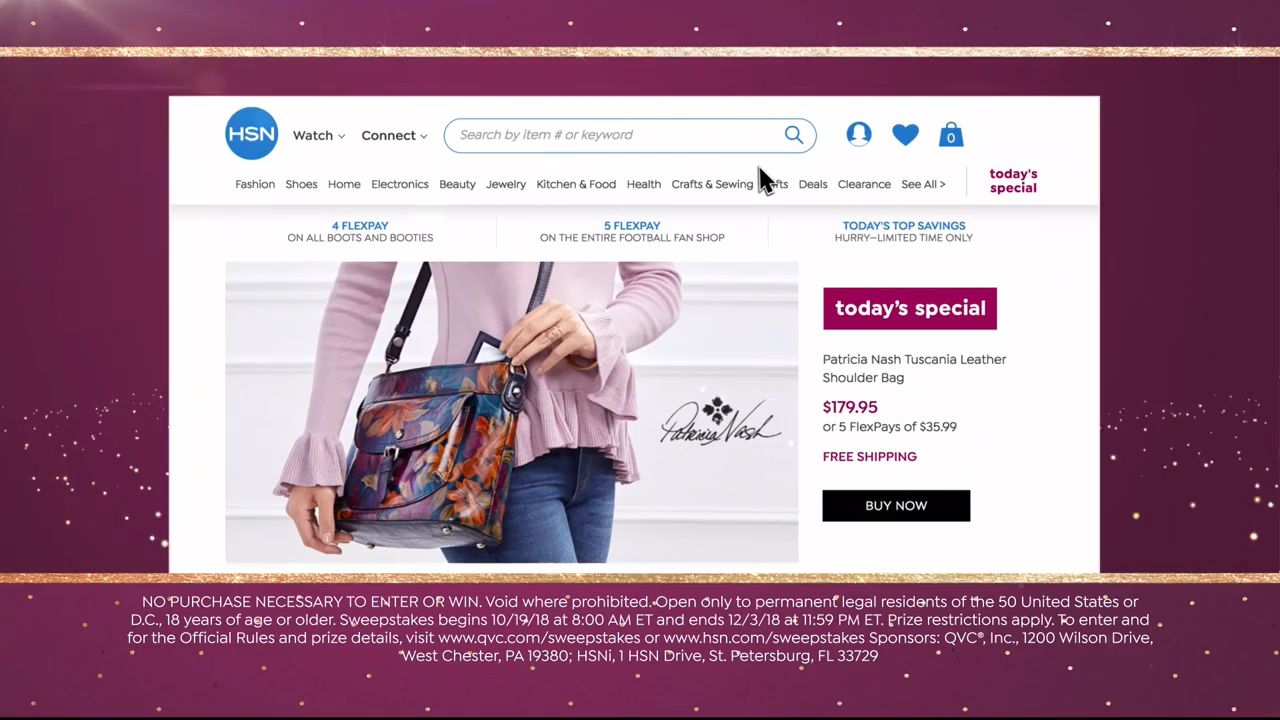 HSN
Watch
Connect
Search by item # or keyword
0
Fashion Shoes Home Electronics Beauty Jewelry Kitchen & Food Health Crafts & Sewing Deals Clearance See All >
today's
special
4 FLEXPAY
ON ALL BOOTS AND BOOTIES
5 FLEXPAY
ON THE ENTIRE FOOTBALL FAN SHOP
TODAY'S TOP SAVINGS
HURRY—LIMITED TIME ONLY
Patricia Nash
today's special
Patricia Nash Tuscania Leather
Shoulder Bag
$179.95
or 5 FlexPays of $35.99
FREE SHIPPING
BUY NOW
NO PURCHASE NECESSARY TO ENTER OR WIN. Void where prohibited. Open only to permanent legal residents of the 50 United States or
D.C., 18 years of age or older. Sweepstakes begins 10/19/18 at 8:00 AM ET and ends 12/3/18 at 11:59 PM ET. Prize restrictions apply. To enter and
for the Official Rules and prize details, visit www.qvc.com/sweepstakes or www.hsn.com/sweepstakes Sponsors: QVC®, Inc., 1200 Wilson Drive,
West Chester, PA 19380; HSNi, 1 HSN Drive, St. Petersburg, FL 33729